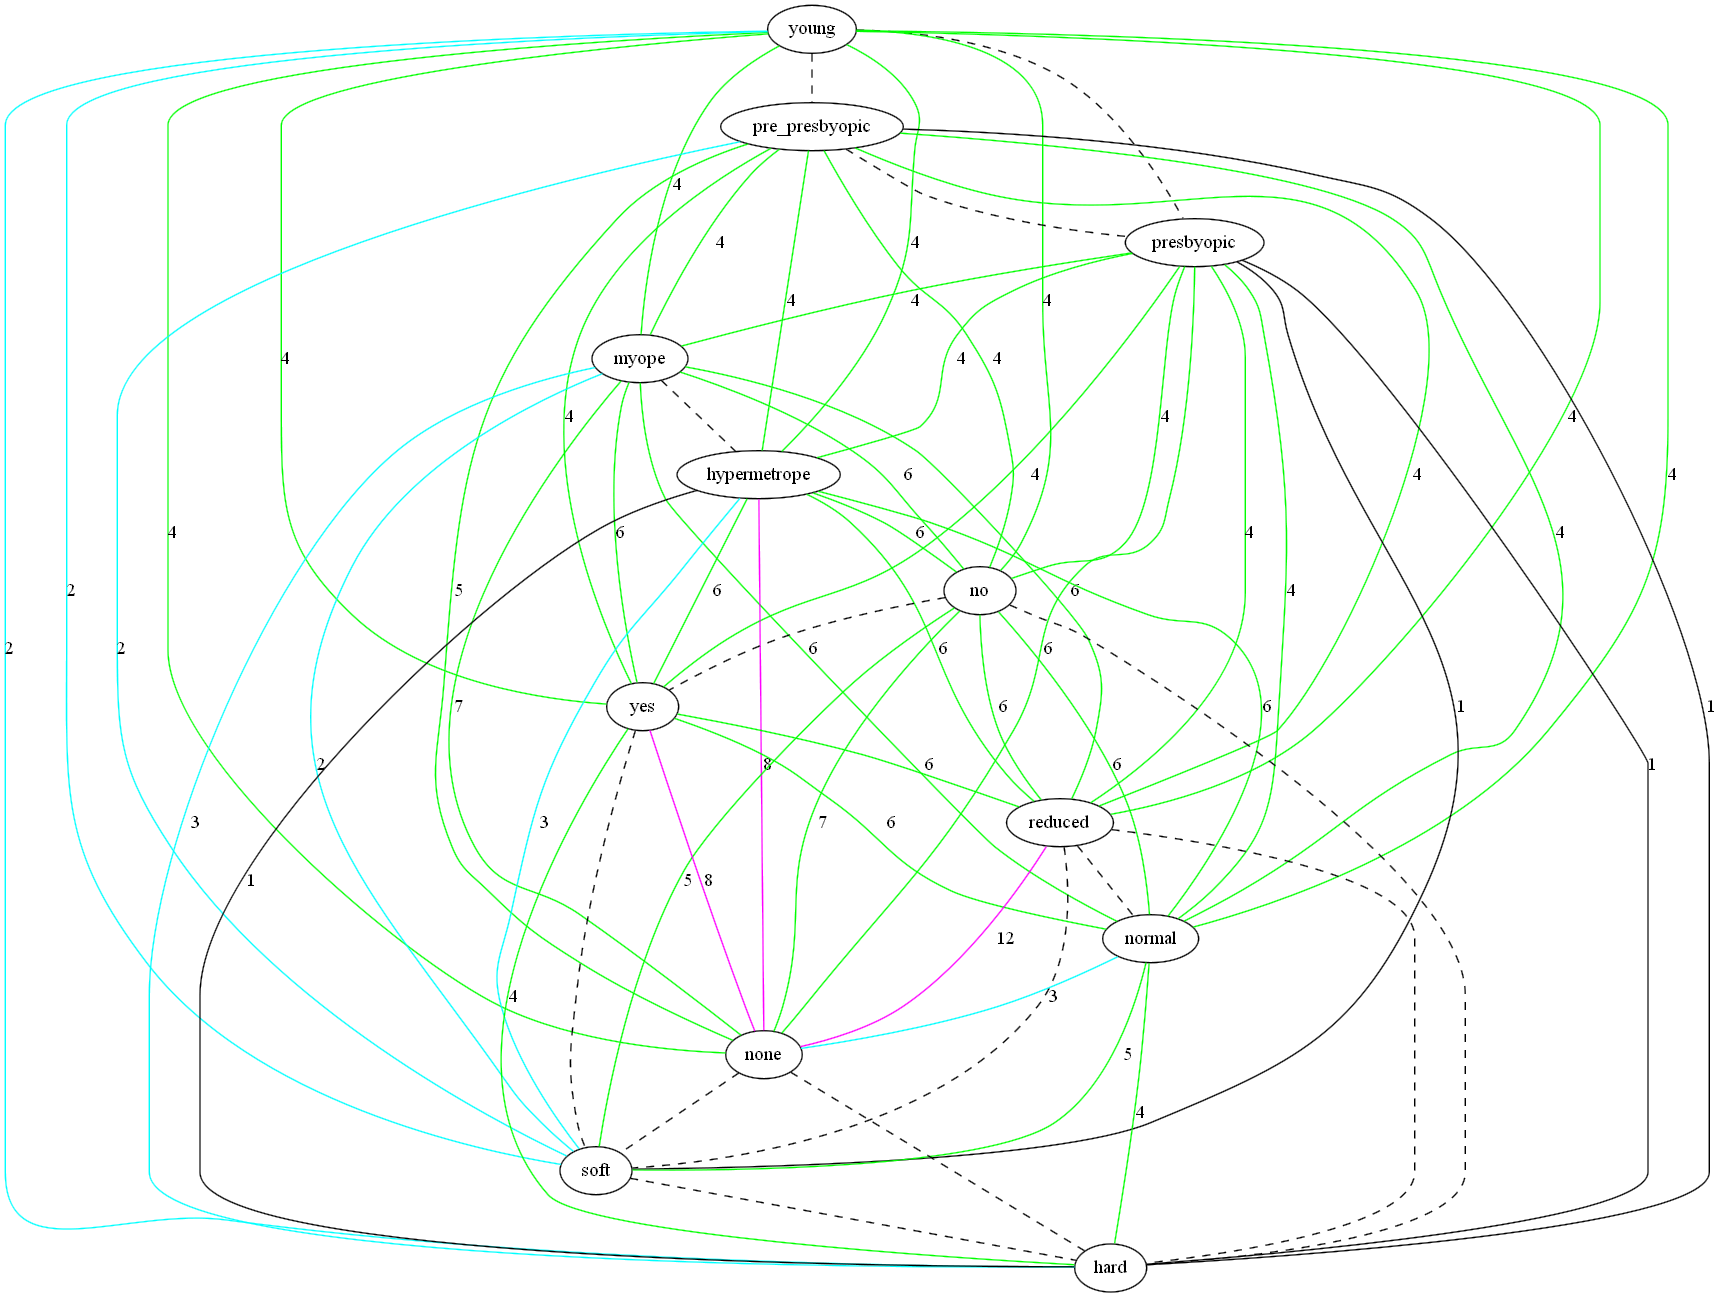 young
pre_presbyopic
4
4 4
presbyopic
4 4 4
myope
4 4
4 4 4 4
hypermetrope
6 4 4 4
4 6 6 4 4
2 5 6 no 6 4
2 2 6 6 6
7 yes 6 6 1 1
2 8 6 6 1
3 3 7 6 reduced
1 5 8
12 normal
4 3
none 5
4
soft
hard